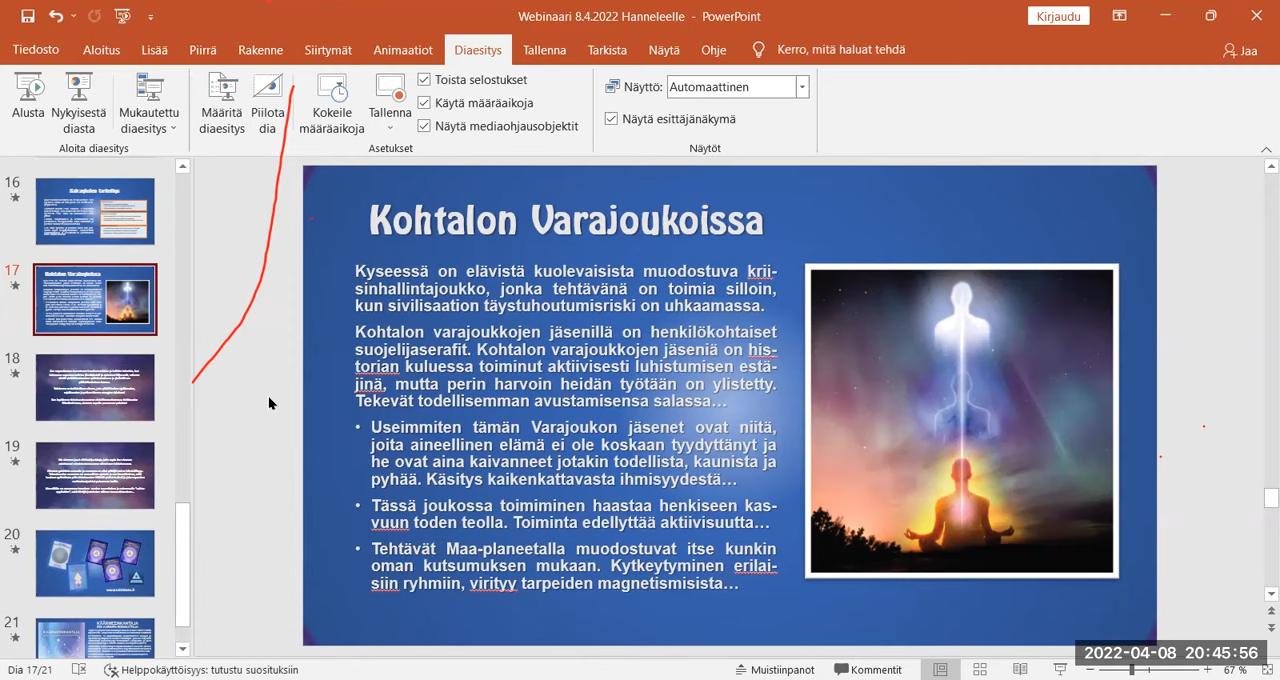 Webinaari 8.4.2022 Hanneleelle - PowerPoint
Kirjaudu
Tiedosto Aloitus Lisää Piirrä Rakenne Siirtymät Animaatiot Diaesitys Tallenna Tarkista Näytä Ohje Kerro, mitä haluat tehdä Jaa
Alusta
Nykyisestä
diasta
Mukautettu
diaesitys
Aloita diaesitys
Määritä
diaesitys
Piilota
dia
Kokeile
määräaikoja
Tallenna
Toista selostukset
Käytä määräaikoja
Näytä mediaohjausobjektit
Asetukset
Näyttö: Automaattinen
Näytä esittäjänäkymä
Näytöt
16
17
18
19
20
21
Kohtalon Varajoukoissa
Kyseessä on elävistä kuolevaisista muodostuva krii-
sinhallintajoukko, jonka tehtävänä on toimia silloin,
kun sivilisaation täystuhoutumisriski on uhkaamassa.
Kohtalon varajoukkojen jäsenillä on henkilökohtaiset
suojelijaserafit. Kohtalon varajoukkojen jäseniä on his-
torian kuluessa toiminut aktiivisesti luhistumisen estä-
jinä, mutta perin harvoin heidän työtään on ylistetty.
Tekevät todellisemman avustamisensa salassa…
• Useimmiten tämän Varajoukon jäsenet ovat niitä,
joita aineellinen elämä ei ole koskaan tyydyttänyt ja
he ovat aina kaivanneet jotakin todellista, kaunista ja
pyhää. Käsitys kaikenkattavasta ihmisyydestä…
• Tässä joukossa toimiminen haastaa henkiseen kas-
vuun toden teolla. Toiminta edellyttää aktiivisuutta…
• Tehtävät Maa-planeetalla muodostuvat itse kunkin
oman kutsumuksen mukaan. Kytkeytyminen erilai-
siin ryhmiin, virityy tarpeiden magnetismisista…
2022-04-08 20:45:56
Dia 17/21 Helppokäyttöisyys: tutustu suosituksiin Muistiinpanot Kommentit 67 %